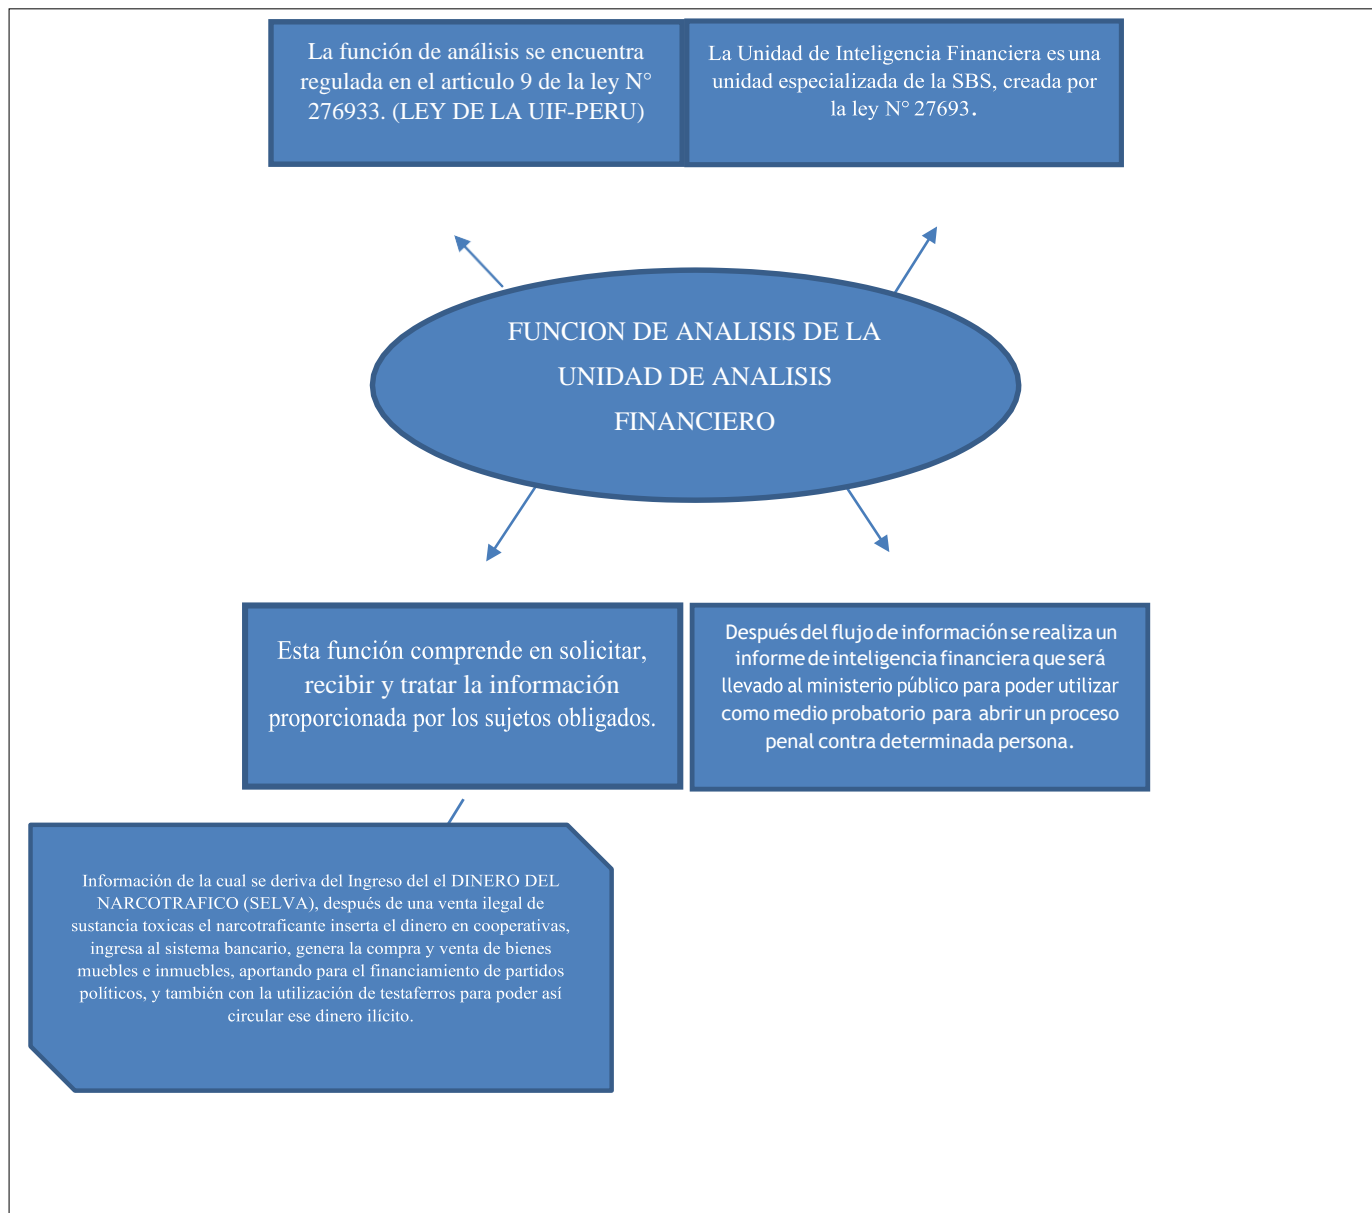 La función de análisis se encuentra
regulada en el articulo 9 de la ley N°
276933. (LEY DE LA UIF-PERU)
La Unidad de Inteligencia Financiera es una
unidad especializada de la SBS, creada por
la ley N° 27693.
FUNCION DE ANALISIS DE LA
UNIDAD DE ANALISIS
FINANCIERO
Esta función comprende en solicitar,
recibir y tratar la información
proporcionada por los sujetos obligados.
Después del flujo de información se realiza un
informe de inteligencia financiera que será
llevado al ministerio público para poder utilizar
como medio probatorio para abrir un proceso
penal contra determinada persona.
Información de la cual se deriva del Ingreso del el DINERO DEL
NARCOTRAFICO (SELVA), después de una venta ilegal de
sustancia toxicas el narcotraficante inserta el dinero en cooperativas,
ingresa al sistema bancario, genera la compra y venta de bienes
muebles e inmuebles, aportando para el financiamiento de partidos
políticos, y también con la utilización de testaferros para poder así
circular ese dinero ilícito.